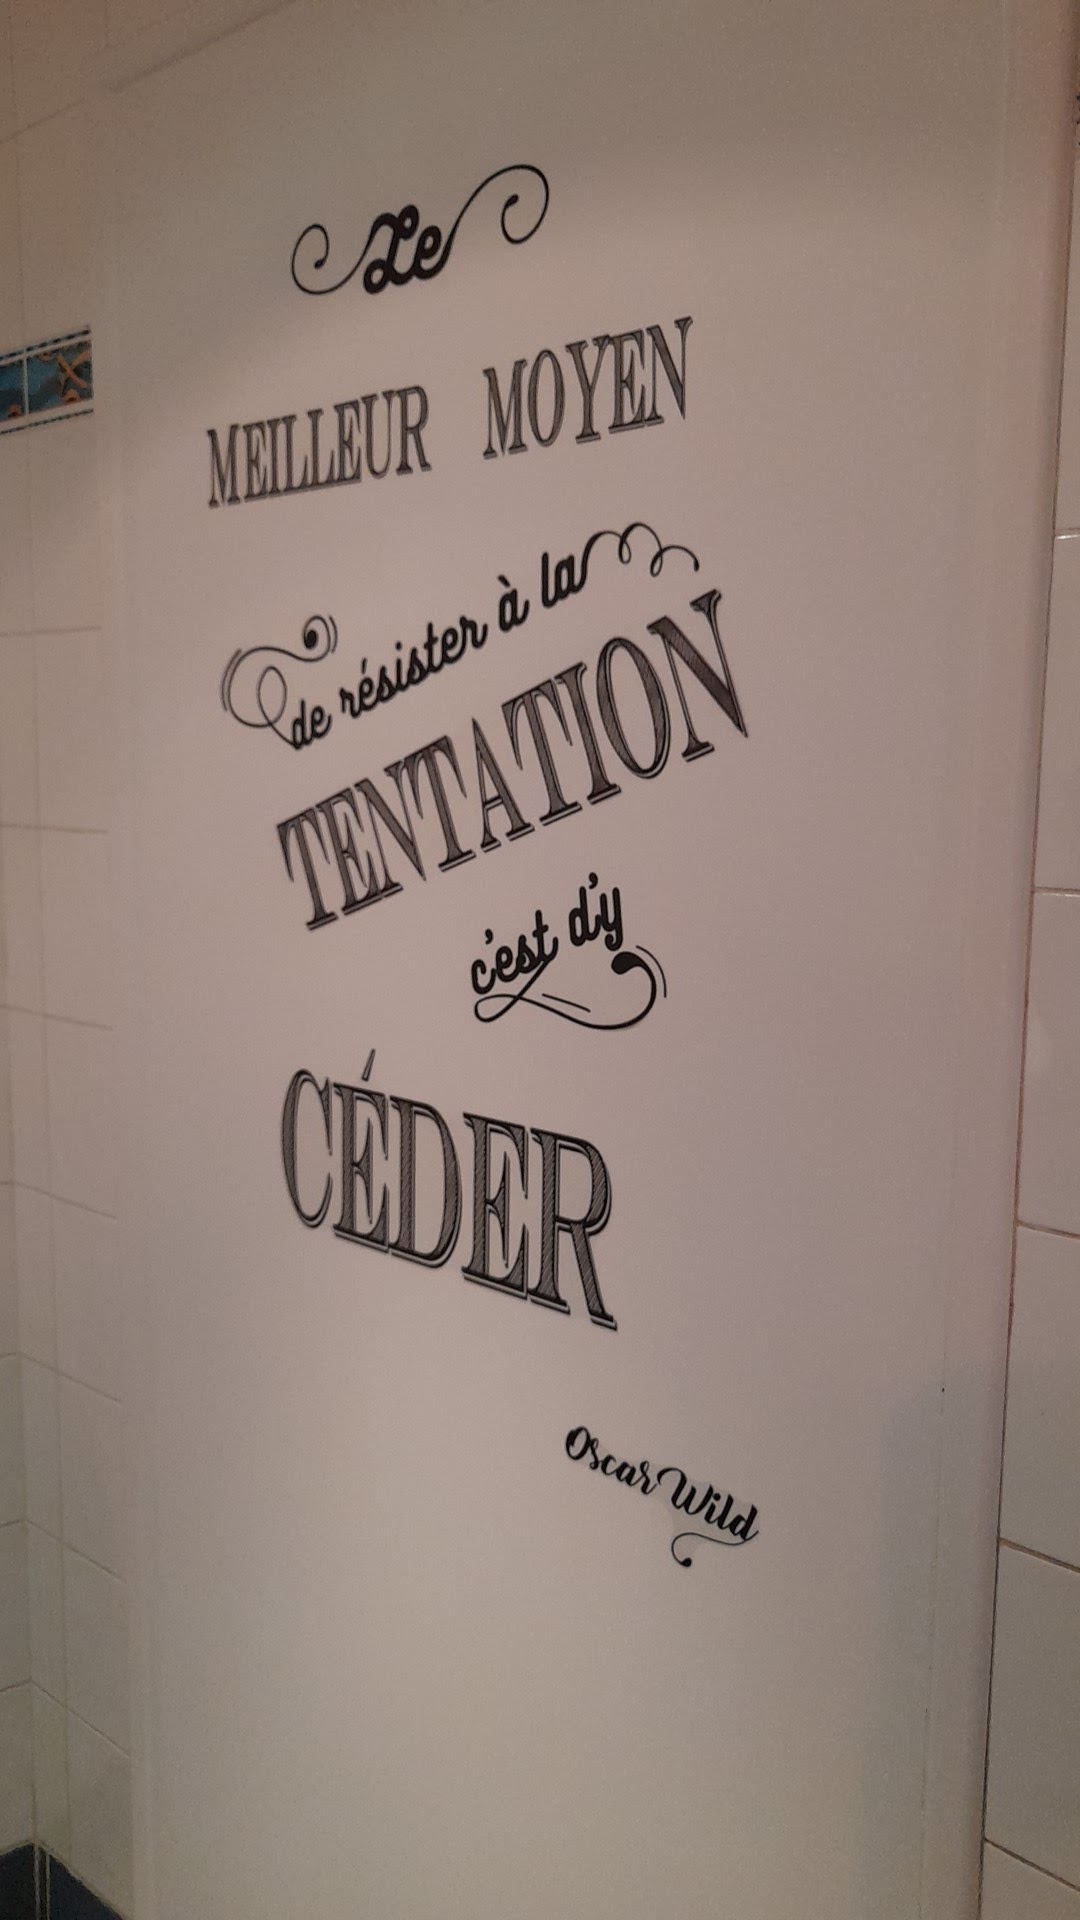 Le
MEILLEUR MOYEN
de résister à la
TENTATION
c'est d'y
CÉDER
Oscar Wild